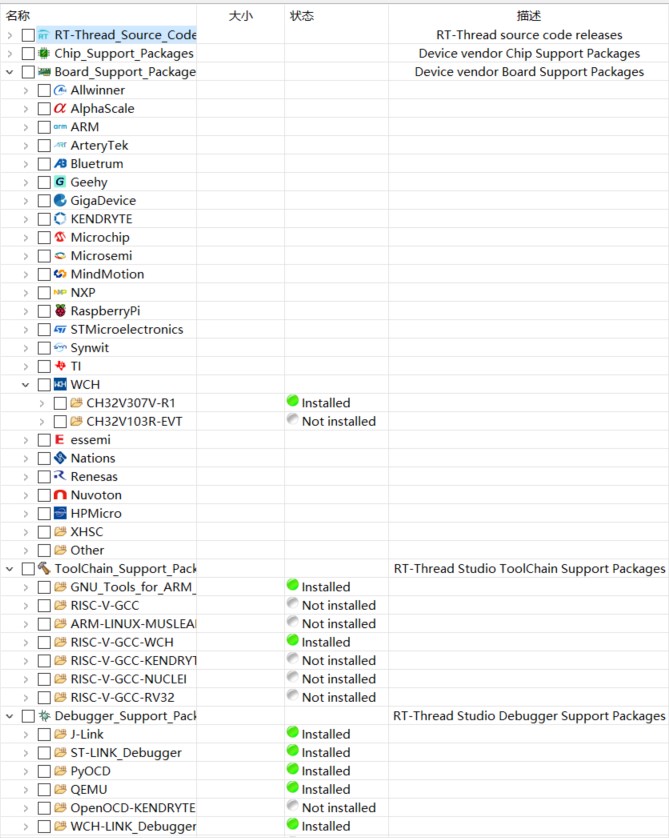 名称 大小 状态 描述
RT-Thread_Source_Code RT-Thread source code releases
Chip_Support_Packages Device vendor Chip Support Packages
Board_Support_Package Device vendor Board Support Packages
Allwinner
AlphaScale
arm ARM
ArteryTek
Bluetrum
Geehy
GigaDevice
KENDRYTE
Microchip
Microsemi
MindMotion
NXP
RaspberryPi
STMicroelectronics
Synwit
TI
WCH
CH32V307V-R1 Installed
CH32V103R-EVT Not installed
essemi
Nations
Renesas
Nuvoton
HPMicro
XHSC
Other
ToolChain_Support_Pack RT-Thread Studio ToolChain Support Packages
GNU_Tools_for_ARM_ Installed
RISC-V-GCC Not installed
ARM-LINUX-MUSLEAI Not installed
RISC-V-GCC-WCH Installed
RISC-V-GCC-KENDRYT Not installed
RISC-V-GCC-NUCLEI Not installed
RISC-V-GCC-RV32 Not installed
Debugger_Support_Pack RT-Thread Studio Debugger Support Packages
J-Link Installed
ST-LINK_Debugger Installed
PyOCD Installed
QEMU Installed
OpenOCD-KENDRYTE Not installed
WCH-LINK_Debugger Installed